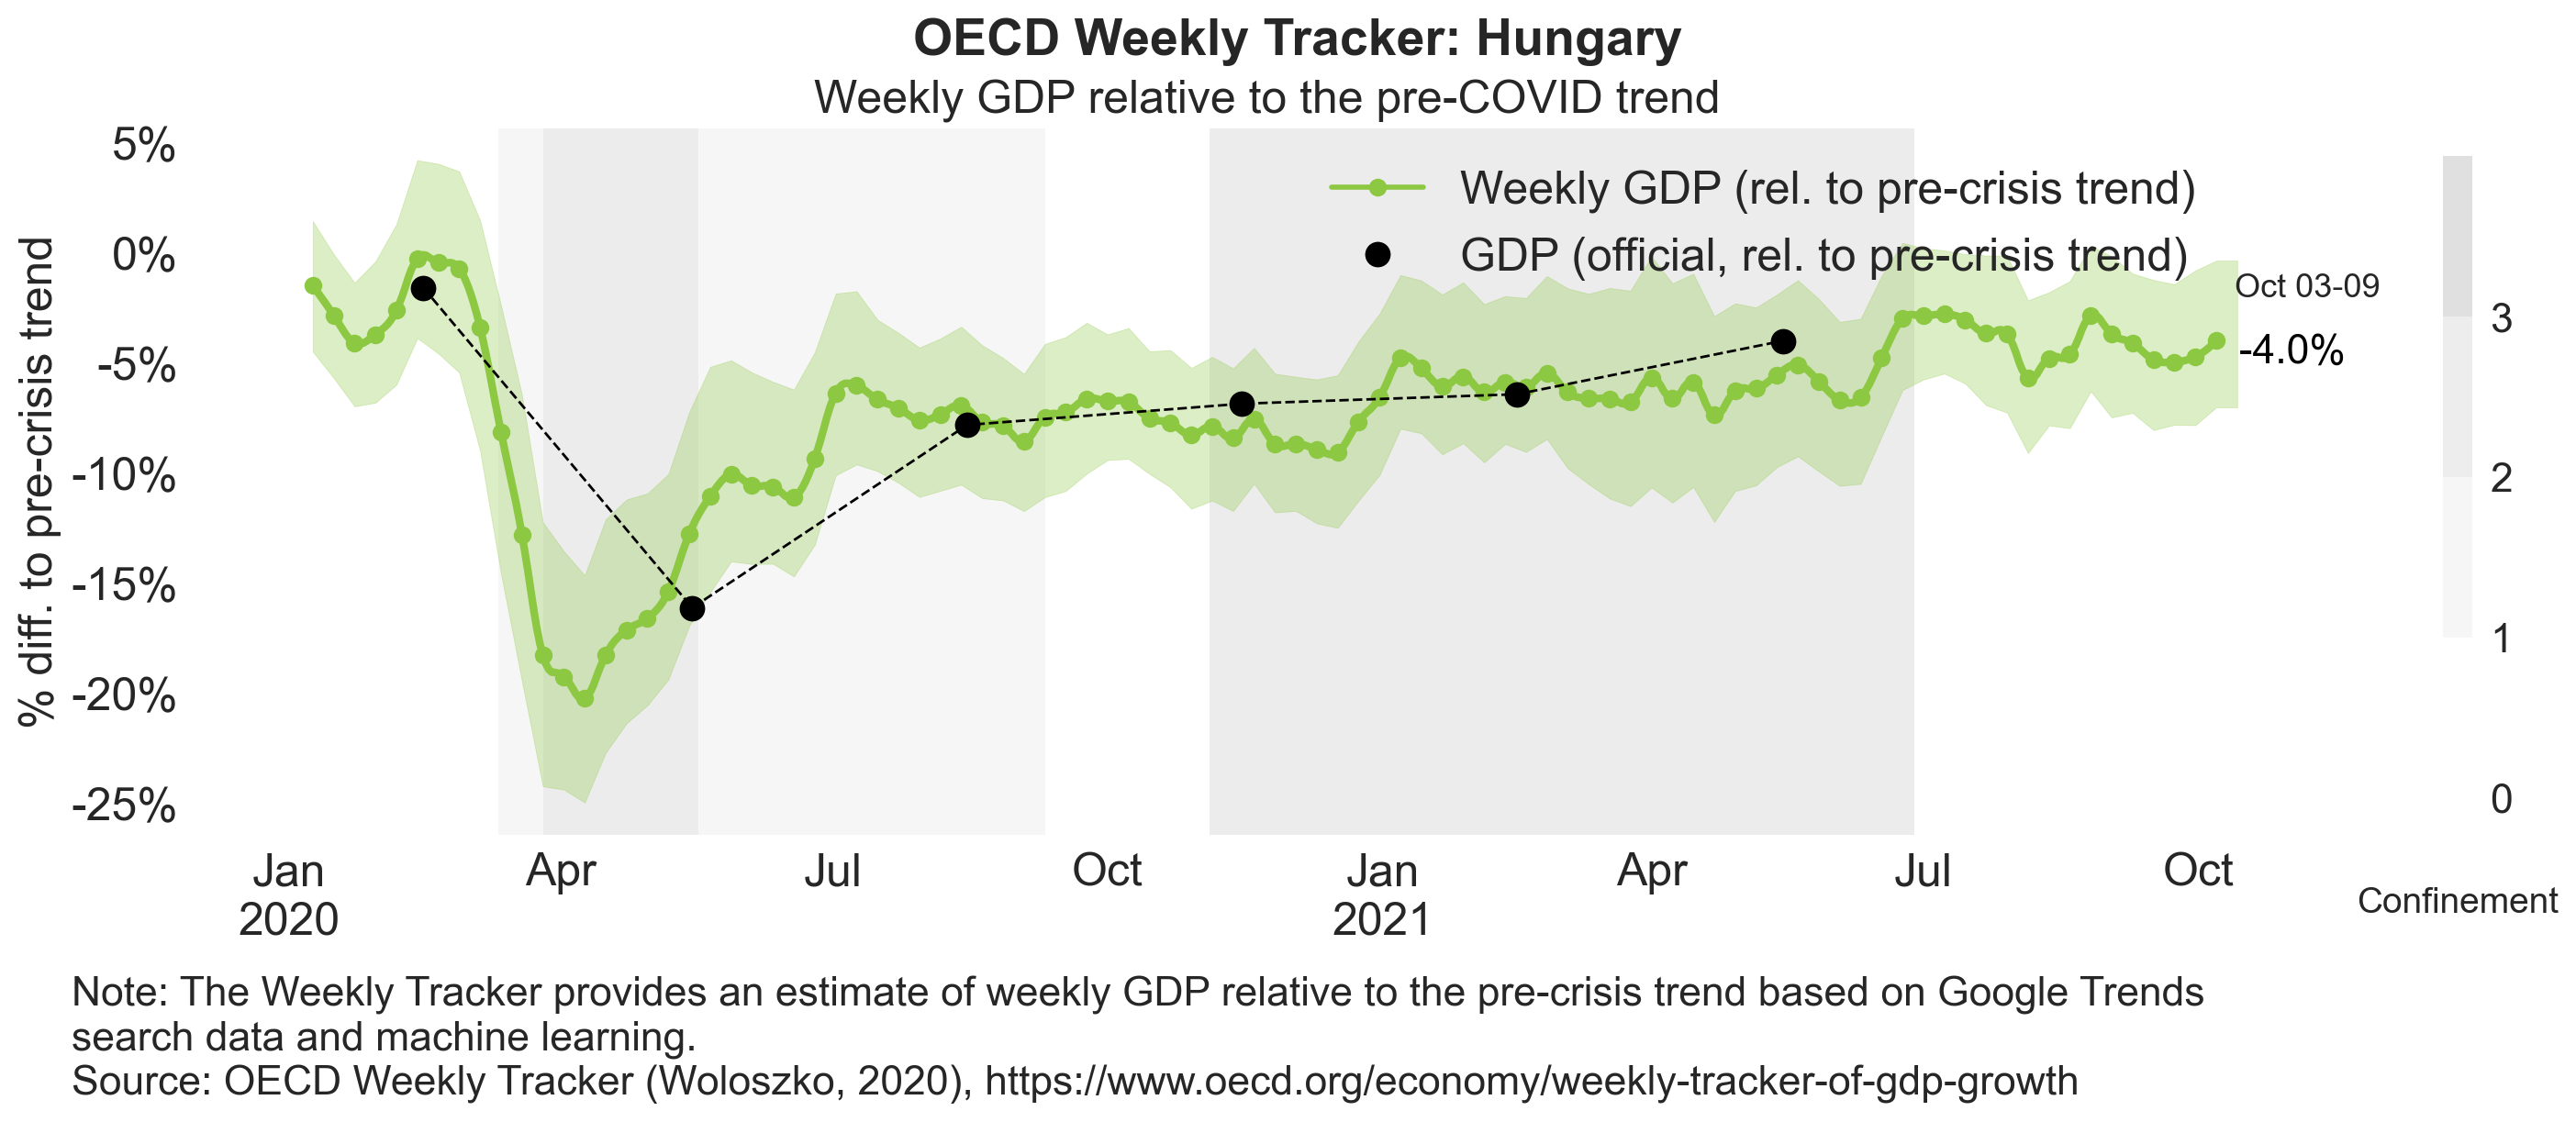 OECD Weekly Tracker: Hungary
Weekly GDP relative to the pre-COVID trend
% diff. to pre-crisis trend
5%
0%
-5%
-10%
-15%
-20%
-25%
Weekly GDP (rel. to pre-crisis trend)
GDP (official, rel. to pre-crisis trend)
Oct 03-09
-4.0%
3
2
1
0
Confinement
Jan Apr Jul Oct Jan Apr Jul Oct
2020 2021
Note: The Weekly Tracker provides an estimate of weekly GDP relative to the pre-crisis trend based on Google Trends
search data and machine learning.
Source: OECD Weekly Tracker (Woloszko, 2020), https://www.oecd.org/economy/weekly-tracker-of-gdp-growth